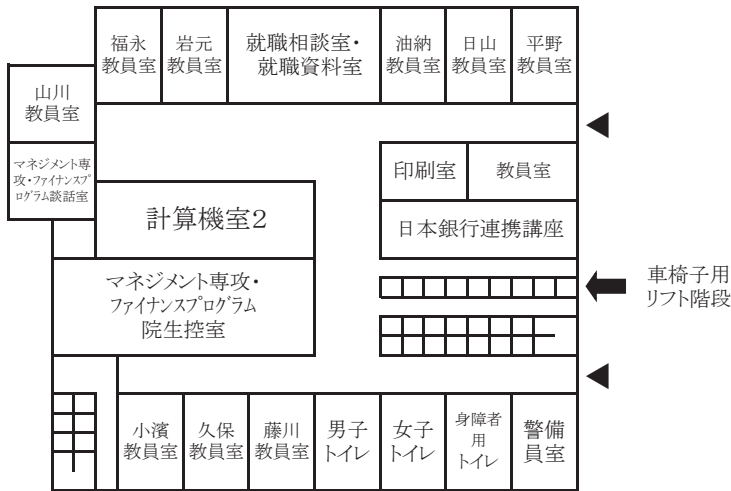 福永
教員室
岩元
教員室
就職相談室・
就職資料室
油納
教員室
日山
教員室
平野
教員室
山川
教員室
マネジメント専
攻・ファイナンスプ
ログラム談話室
印刷室
教員室
計算機室2
日本銀行連携講座
マネジメント専攻・
ファイナンスプログラム
院生控室
車椅子用
リフト階段
小濱
教員室
久保
教員室
藤川
教員室
男子
トイレ
女子
トイレ
身障者
用
トイレ
警備
員室